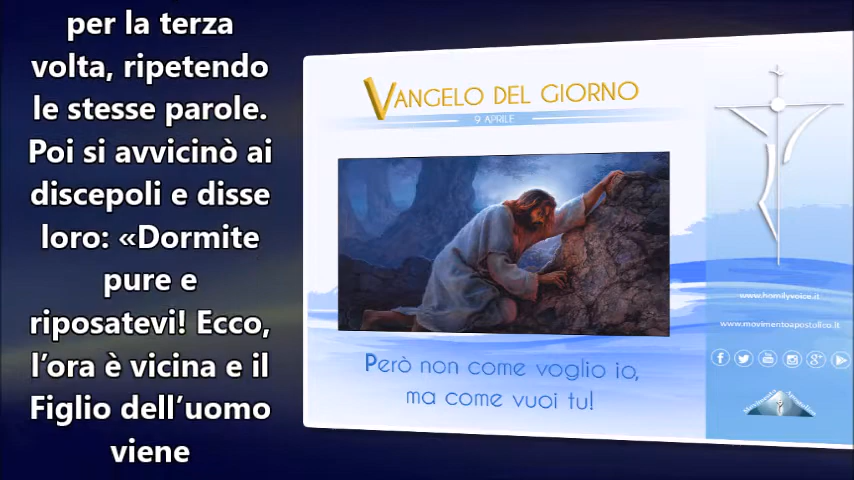 per la terza
volta, ripetendo
le stesse parole.
Poi si avvicinò ai
discepoli e disse
loro: «Dormite
pure e
riposatevi! Ecco,
l’ora è vicina e il
Figlio dell’uomo
viene
VANGELO DEL GIORNO
9 APRILE
Però non come voglio io,
ma come vuoi tu!
www.homilyvoice.it
www.movimentoapostolico.it
Movimento Apostolico